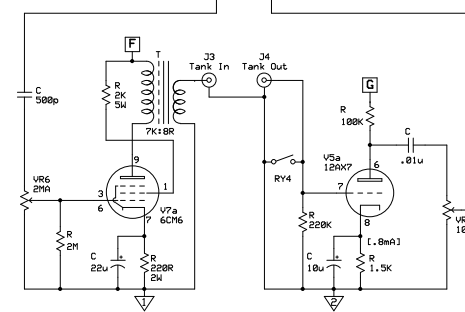 F
T
J3
Tank In
J4
Tank Out
C
500p
R
2K
5W
7K:8R
G
R
100K
C
.01u
9
V5a
12AX7
6
VR6
2MA
3
6
1
V7a
6CM6
7
RY4
7
8
R
2M
C
22u
+
R
220R
2W
R
220K
[.8mA]
C
10u
+
R
1.5K
VR
10
1
2